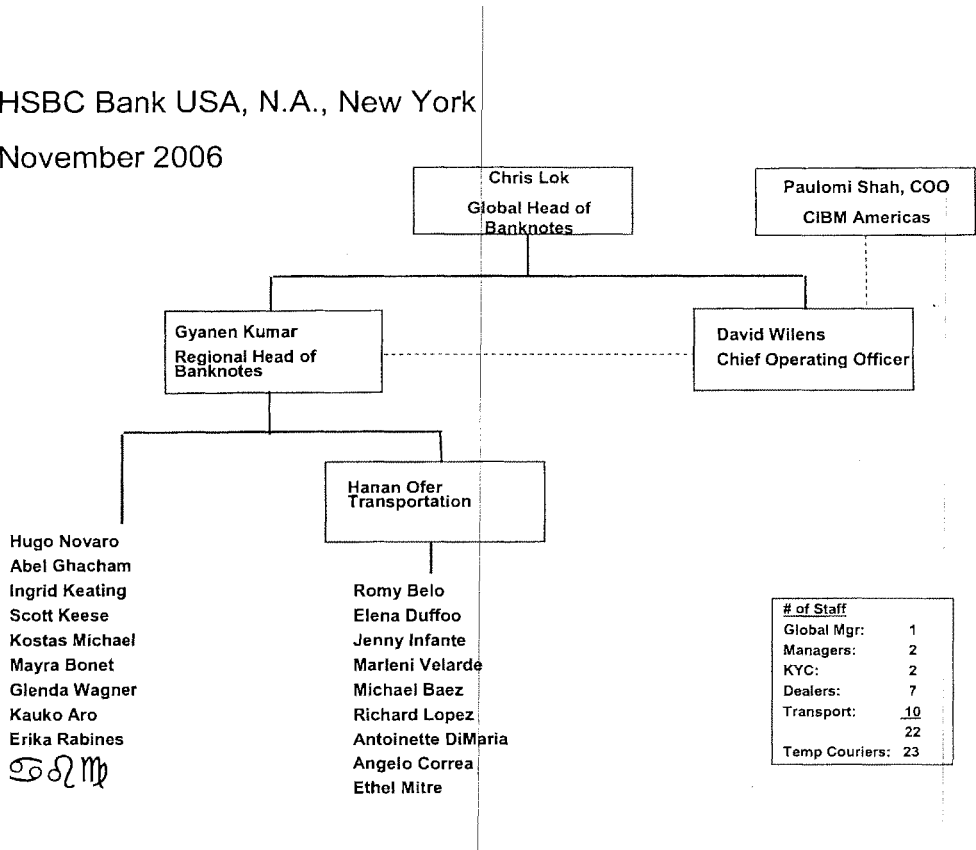 HSBC Bank USA, N.A., New York
November 2006
Chris Lok
Global Head of
Banknotes
Paulomi Shah, COO
CIBM Americas
Gyanen Kumar
Regional Head of
Banknotes
David Wilens
Chief Operating Officer
Hanan Ofer
Transportation
Hugo Novaro
Abel Ghacham
Ingrid Keating
Scott Keese
Kostas Michael
Mayra Bonet
Glenda Wagner
Kauko Aro
Erika Rabines
♋♌♍
Romy Belo
Elena Duffoo
Jenny Infante
Marleni Velarde
Michael Baez
Richard Lopez
Antoinette DiMaria
Angelo Correa
Ethel Mitre
# of Staff
Global Mgr: 1
Managers: 2
KYC: 2
Dealers: 7
Transport: 10
22
Temp Couriers: 23